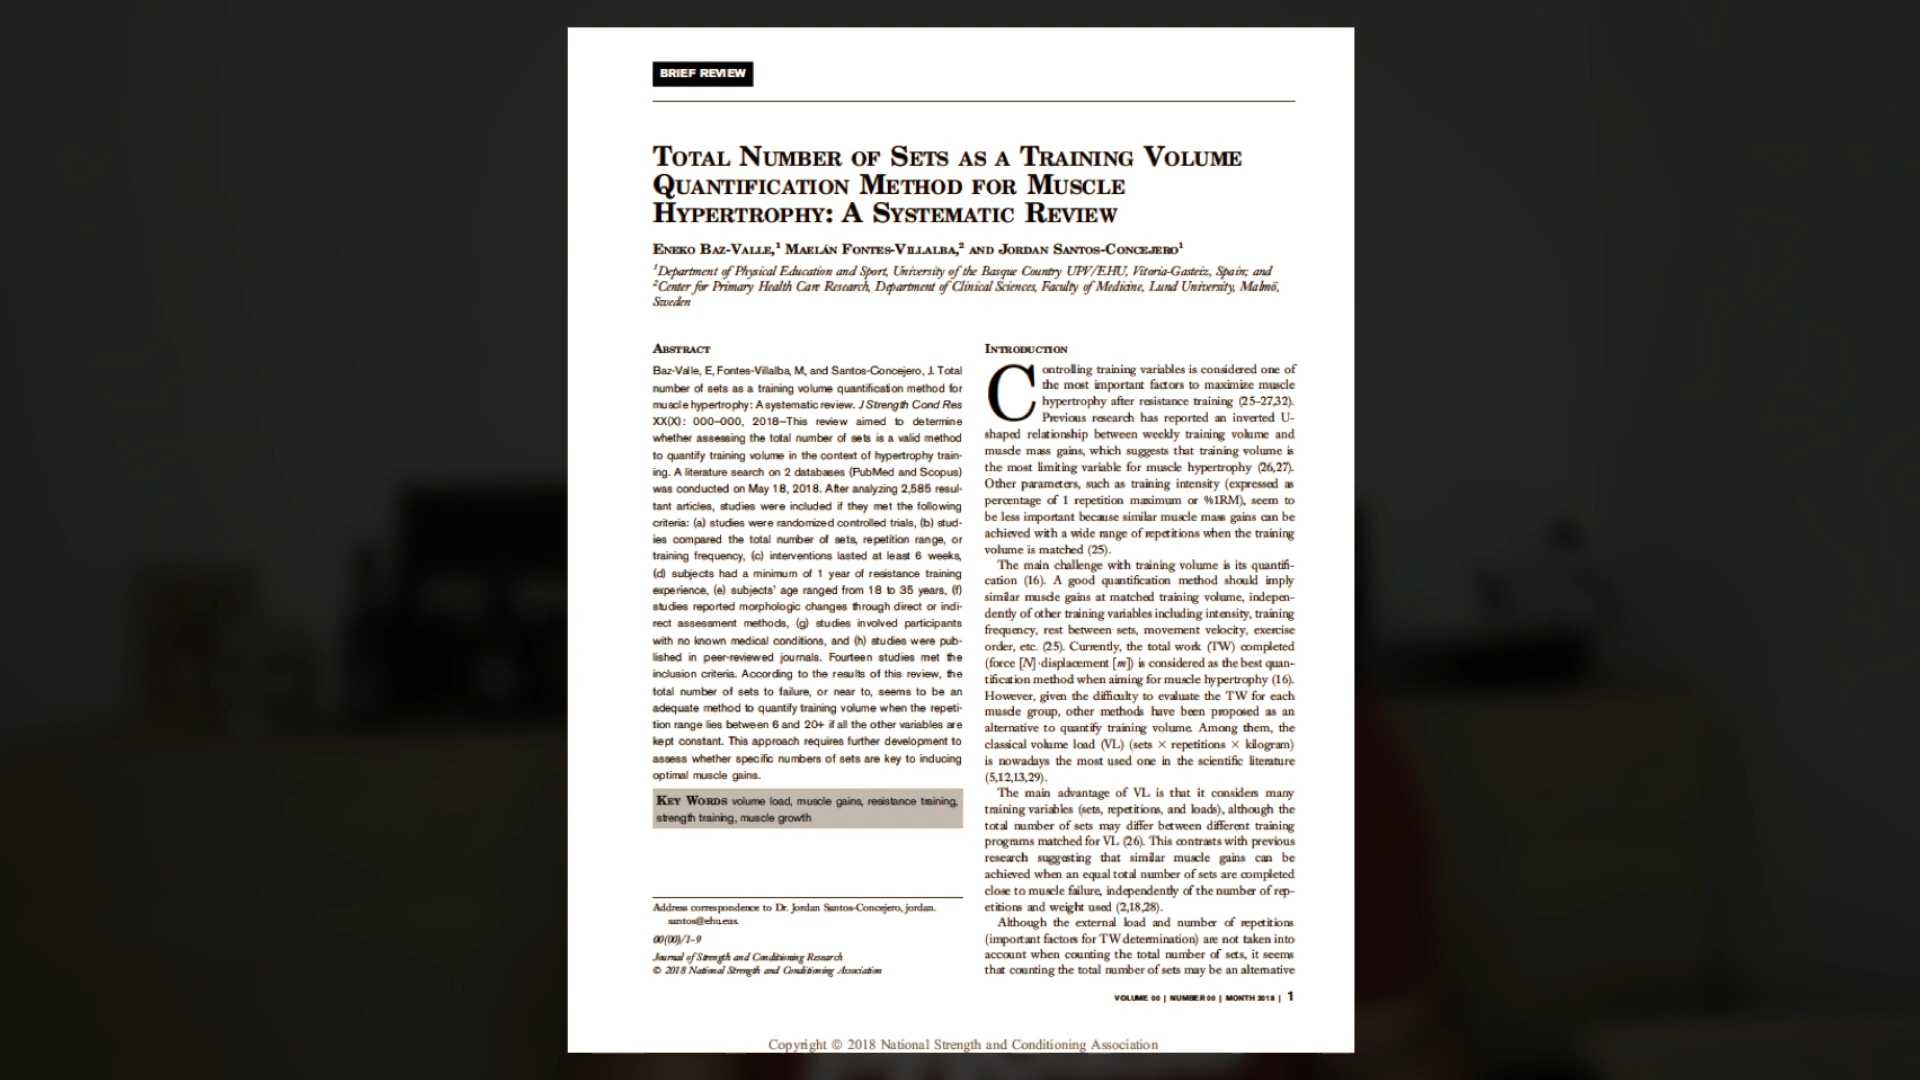 BRIEF REVIEW
TOTAL NUMBER OF SETS AS A TRAINING VOLUME
QUANTIFICATION METHOD FOR MUSCLE
HYPERTROPHY: A SYSTEMATIC REVIEW
ENEKO BAZ-VALLE,¹ MAELÁN FONTES-VILLALBA,² AND JORDAN SANTOS-CONCEJERO¹
¹Department of Physical Education and Sport, University of the Basque Country UPV/EHU, Vitoria-Gasteiz, Spain; and
²Center for Primary Health Care Research, Department of Clinical Sciences, Faculty of Medicine, Lund University, Malmö,
Sweden
ABSTRACT
Baz-Valle, E, Fontes-Villalba, M, and Santos-Concejero, J. Total
number of sets as a training volume quantification method for
muscle hypertrophy: A systematic review. J Strength Cond Res
XX(X): 000–000, 2018—This review aimed to determine
whether assessing the total number of sets is a valid method
to quantify training volume in the context of hypertrophy train-
ing. A literature search on 2 databases (PubMed and Scopus)
was conducted on May 18, 2018. After analyzing 2,585 resul-
tant articles, studies were included if they met the following
criteria: (a) studies were randomized controlled trials, (b) stud-
ies compared the total number of sets, repetition range, or
training frequency, (c) interventions lasted at least 6 weeks,
(d) subjects had a minimum of 1 year of resistance training
experience, (e) subjects' age ranged from 18 to 35 years, (f)
studies reported morphologic changes through direct or indi-
rect assessment methods, (g) studies involved participants
with no known medical conditions, and (h) studies were pub-
lished in peer-reviewed journals. Fourteen studies met the
inclusion criteria. According to the results of this review, the
total number of sets to failure, or near to, seems to be an
adequate method to quantify training volume when the repeti-
tion range lies between 6 and 20+ if all the other variables are
kept constant. This approach requires further development to
assess whether specific numbers of sets are key to inducing
optimal muscle gains.
KEY WORDS volume load, muscle gains, resistance training,
strength training, muscle growth
Address correspondence to Dr. Jordan Santos-Concejero, jordan.
santos@ehu.eus.
00(00)/1–9
Journal of Strength and Conditioning Research
© 2018 National Strength and Conditioning Association
INTRODUCTION
Controlling training variables is considered one of
the most important factors to maximize muscle
hypertrophy after resistance training (25–27,32).
Previous research has reported an inverted U-
shaped relationship between weekly training volume and
muscle mass gains, which suggests that training volume is
the most limiting variable for muscle hypertrophy (26,27).
Other parameters, such as training intensity (expressed as
percentage of 1 repetition maximum or %1RM), seem to
be less important because similar muscle mass gains can be
achieved with a wide range of repetitions when the training
volume is matched (25).
The main challenge with training volume is its quantifi-
cation (16). A good quantification method should imply
similar muscle gains at matched training volume, indepen-
dently of other training variables including intensity, training
frequency, rest between sets, movement velocity, exercise
order, etc. (25). Currently, the total work (TW) completed
(force [N]·displacement [m]) is considered as the best quan-
tification method when aiming for muscle hypertrophy (16).
However, given the difficulty to evaluate the TW for each
muscle group, other methods have been proposed as an
alternative to quantify training volume. Among them, the
classical volume load (VL) (sets × repetitions × kilogram)
is nowadays the most used one in the scientific literature
(5,12,13,29).
The main advantage of VL is that it considers many
training variables (sets, repetitions, and loads), although the
total number of sets may differ between different training
programs matched for VL (26). This contrasts with previous
research suggesting that similar muscle gains can be
achieved when an equal total number of sets are completed
close to muscle failure, independently of the number of rep-
etitions and weight used (2,18,28).
Although the external load and number of repetitions
(important factors for TW determination) are not taken into
account when counting the total number of sets, it seems
that counting the total number of sets may be an alternative
VOLUME 00 | NUMBER 00 | MONTH 2018 | 1
Copyright © 2018 National Strength and Conditioning Association